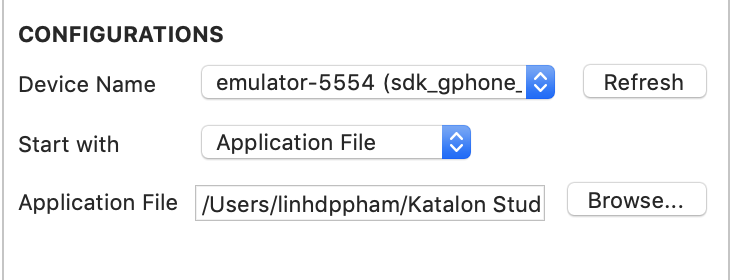 CONFIGURATIONS
Device Name emulator-5554 (sdk_gphone_ Refresh
Start with Application File
Application File /Users/linhdppham/Katalon Stud Browse...